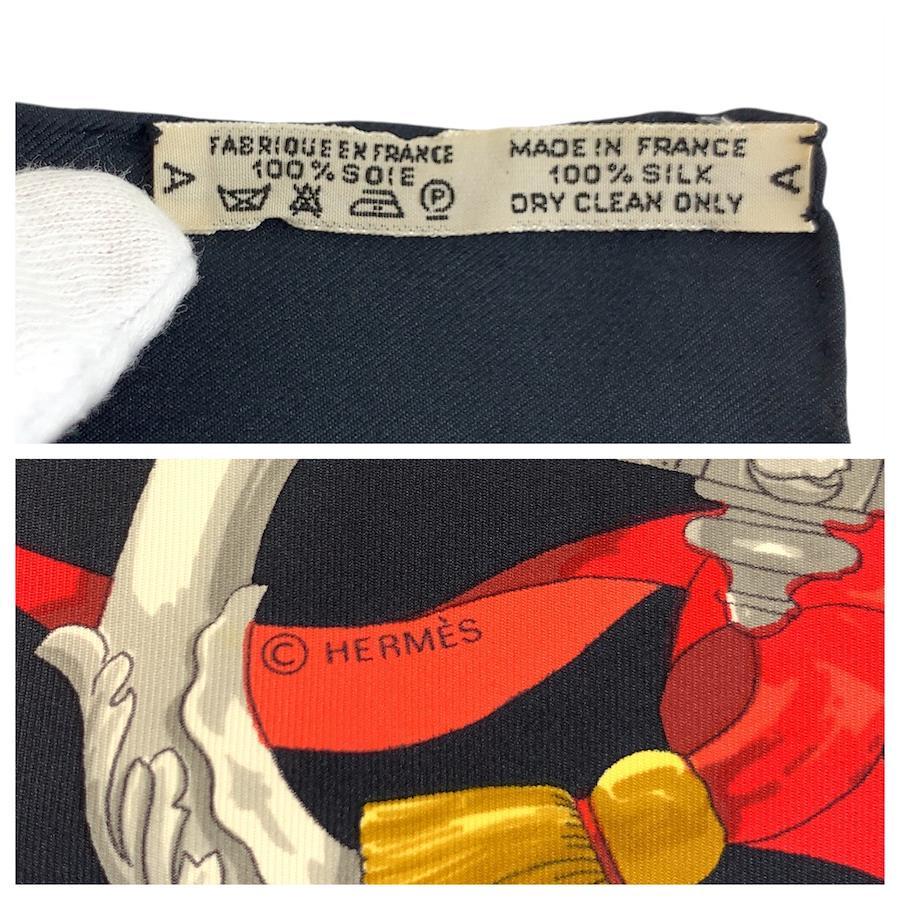 FABRIQUE EN FRANCE
100% SOIE
P
A
MADE IN FRANCE
100% SILK
DRY CLEAN ONLY
A
© HERMÈS